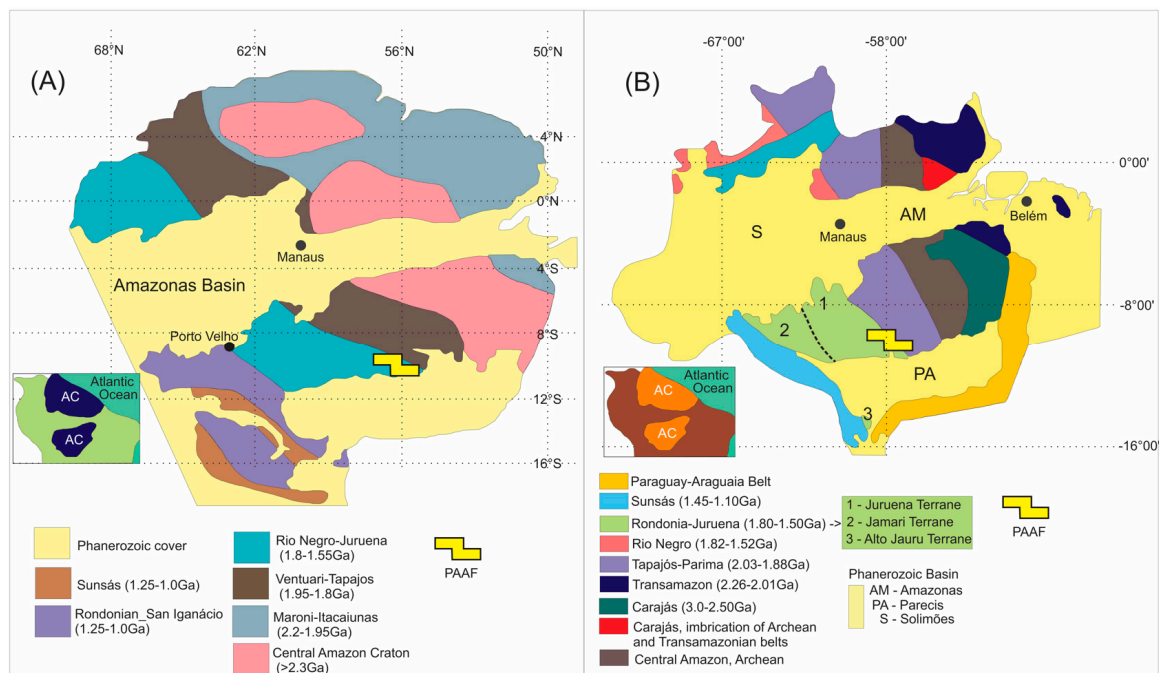 68°N
62°N
56°N
50°N
(A)
4°N
0°N
4°S
8°S
12°S
16°S
Manaus
Amazonas Basin
Porto Velho
Atlantic
Ocean
AC
AC
Phanerozoic cover
Sunsás (1.25-1.0Ga)
Rondonian_San Iganácio
(1.25-1.0Ga)
Rio Negro-Juruena
(1.8-1.55Ga)
Ventuari-Tapajos
(1.95-1.8Ga)
Maroni-Itacaiunas
(2.2-1.95Ga)
Central Amazon Craton
(>2.3Ga)
PAAF
-67°00'
-58°00'
(B)
0°00'
-8°00'
-16°00'
S
AM
Manaus
Belém
1
2
PA
3
Atlantic
Ocean
AC
AC
Paraguay-Araguaia Belt
Sunsás (1.45-1.10Ga)
Rondonia-Juruena (1.80-1.50Ga) ->
Rio Negro (1.82-1.52Ga)
Tapajós-Parima (2.03-1.88Ga)
Transamazon (2.26-2.01Ga)
Carajás (3.0-2.50Ga)
Carajás, imbrication of Archean
and Transamazonian belts
Central Amazon, Archean
1 - Juruena Terrane
2 - Jamari Terrane
3 - Alto Jauru Terrane
PAAF
Phanerozoic Basin
AM - Amazonas
PA - Parecis
S - Solimões